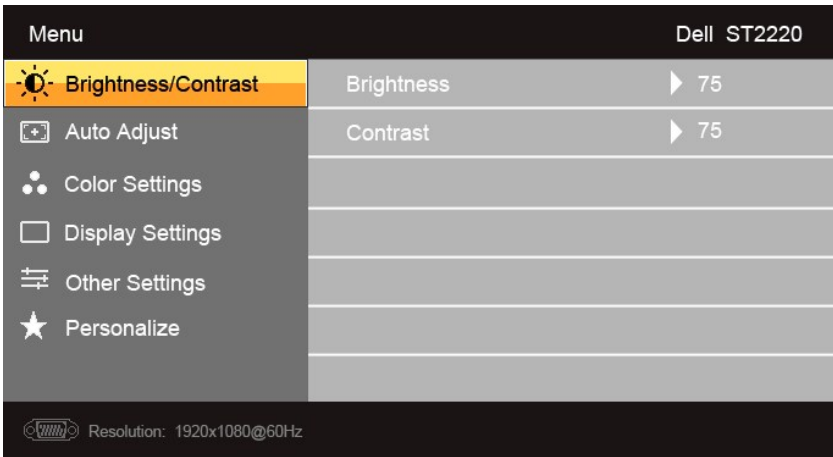 Menu Dell ST2220
Brightness/Contrast Brightness 75
Auto Adjust Contrast 75
Color Settings
Display Settings
Other Settings
Personalize
Resolution: 1920x1080@60Hz